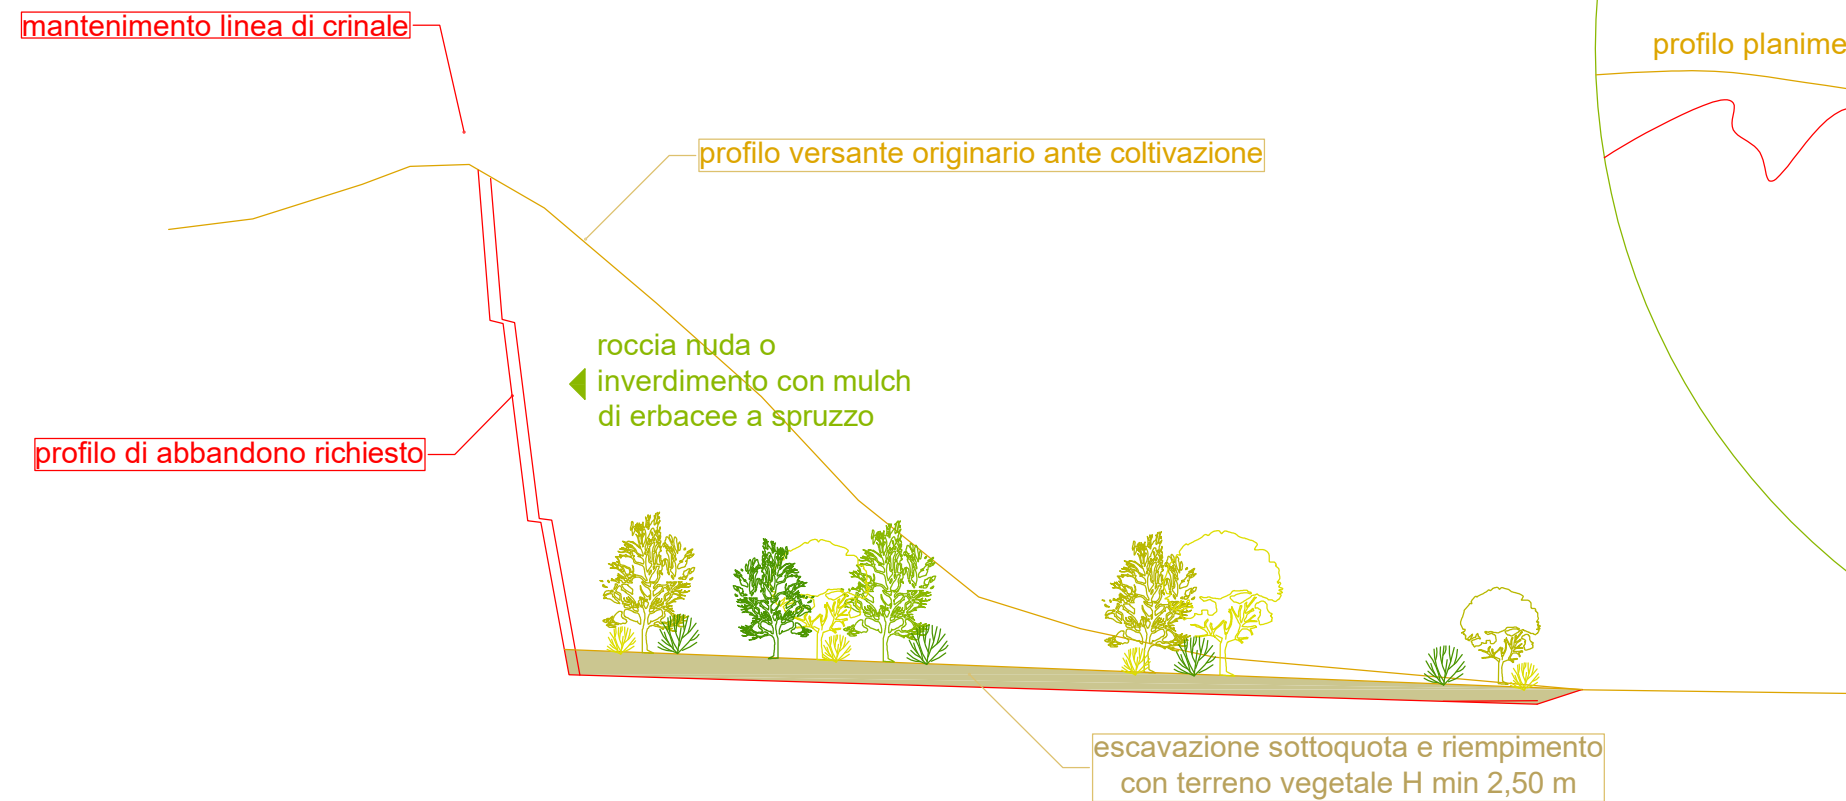 mantenimento linea di crinale
profilo planime
profilo versante originario ante coltivazione
roccia nuda o
inverdimento con mulch
di erbacee a spruzzo
profilo di abbandono richiesto
escavazione sottoquota e riempimento
con terreno vegetale H min 2,50 m